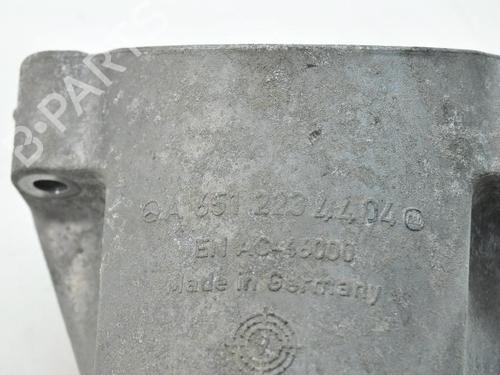 B-PARTS
A 651 223 44 04
EN AC-46000
Made in Germany